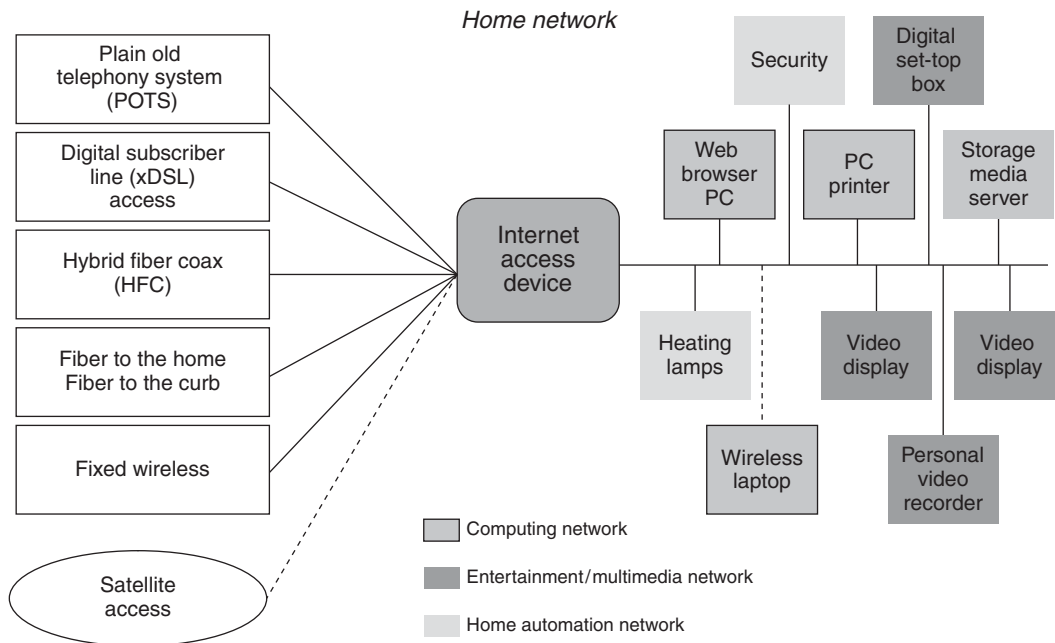 Home network
Plain old
telephony system
(POTS)
Digital subscriber
line (xDSL)
access
Hybrid fiber coax
(HFC)
Fiber to the home
Fiber to the curb
Fixed wireless
Satellite
access
Internet
access
device
Security
Digital
set-top
box
Web
browser
PC
PC
printer
Storage
media
server
Heating
lamps
Video
display
Video
display
Wireless
laptop
Personal
video
recorder
Computing network
Entertainment/multimedia network
Home automation network